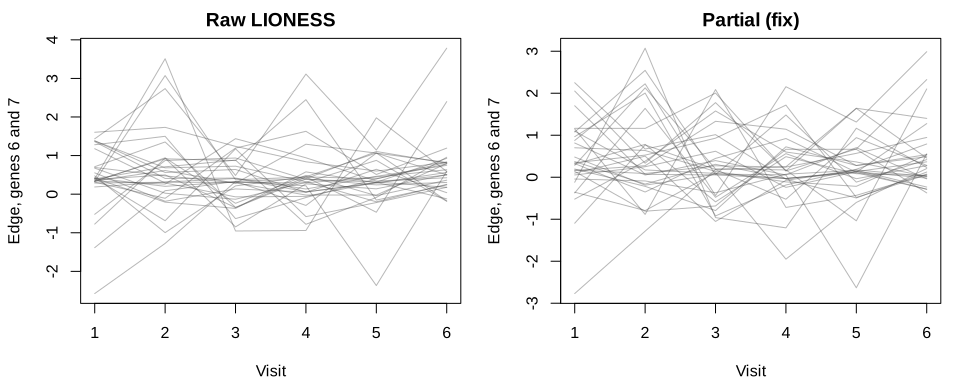 Raw LIONESS
Edge, genes 6 and 7
4
3
2
1
0
-1
-2
1 2 3 4 5 6
Visit
Partial (fix)
Edge, genes 6 and 7
3
2
1
0
-1
-2
-3
1 2 3 4 5 6
Visit